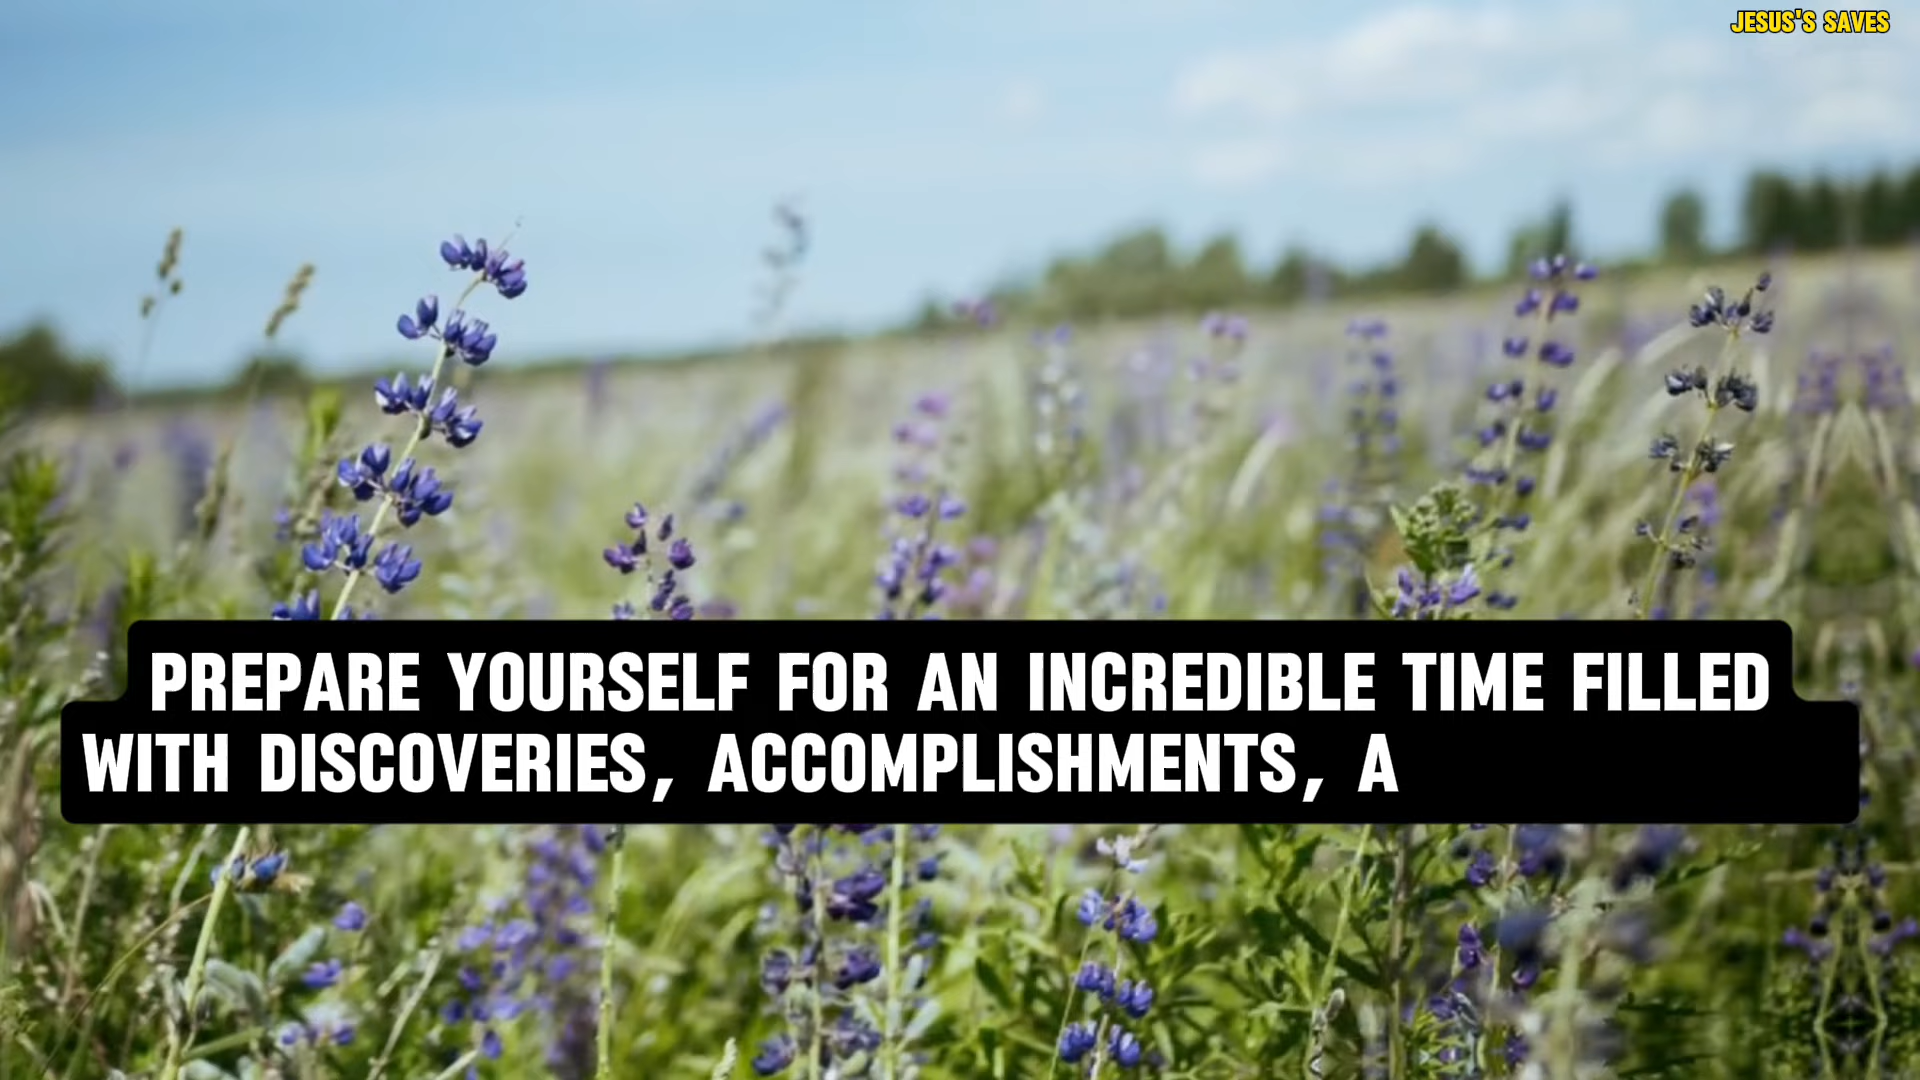 JESUS'S SAVES
PREPARE YOURSELF FOR AN INCREDIBLE TIME FILLED
WITH DISCOVERIES, ACCOMPLISHMENTS, A